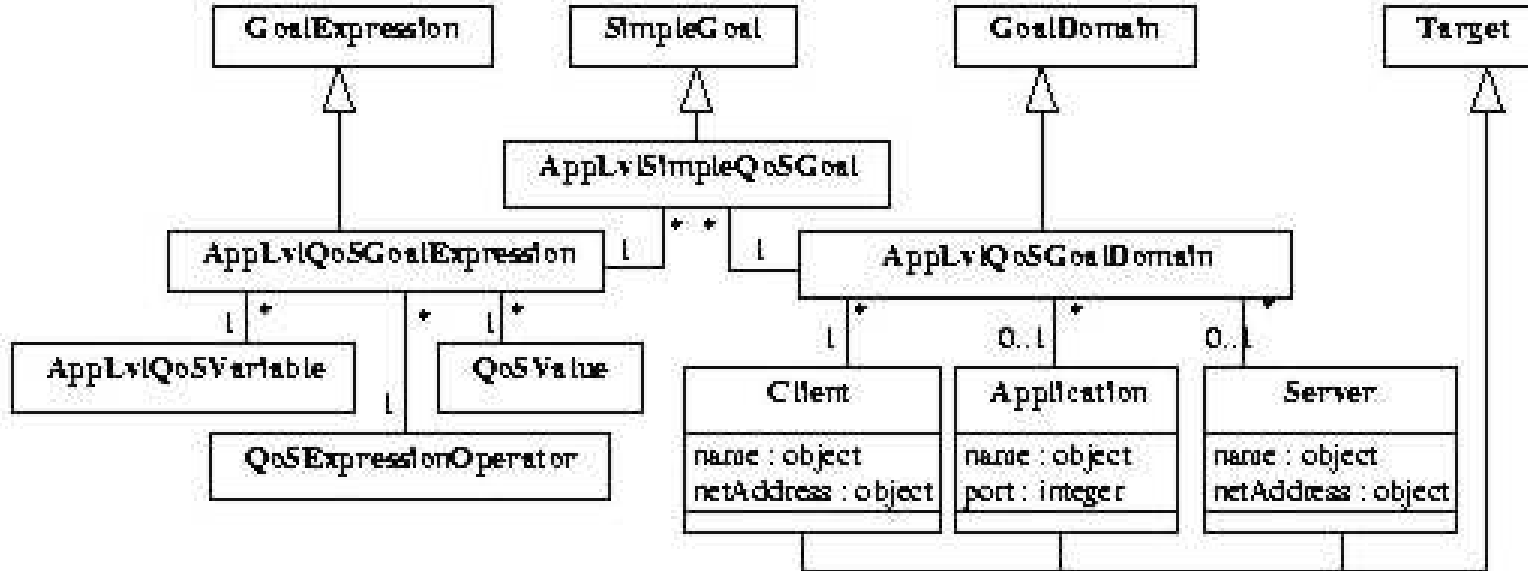 GoalExpression
SimpleGoal
GoalDomain
Target
AppLvlSimpleQoSGoal
* *
AppLvlQoSGoalExpression
1
1
AppLvlQoSGoalDomain
* * *
* * *
1
1
1
0..1
0..1
AppLvlQoSVariable
QoSValue
1
QoSExpressionOperator
Client
name : object
netAddress : object
Application
name : object
port : integer
Server
name : object
netAddress : object